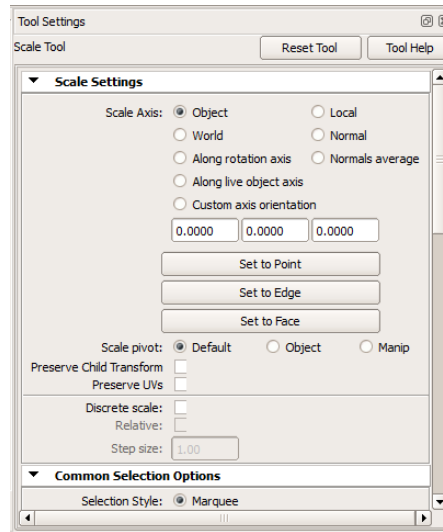 Tool Settings
Scale Tool Reset Tool Tool Help
Scale Settings
Scale Axis: Object Local
World Normal
Along rotation axis Normals average
Along live object axis
Custom axis orientation
0.0000 0.0000 0.0000
Set to Point
Set to Edge
Set to Face
Scale pivot: Default Object Manip
Preserve Child Transform
Preserve UVs
Discrete scale:
Relative:
Step size: 1.00
Common Selection Options
Selection Style: Marquee